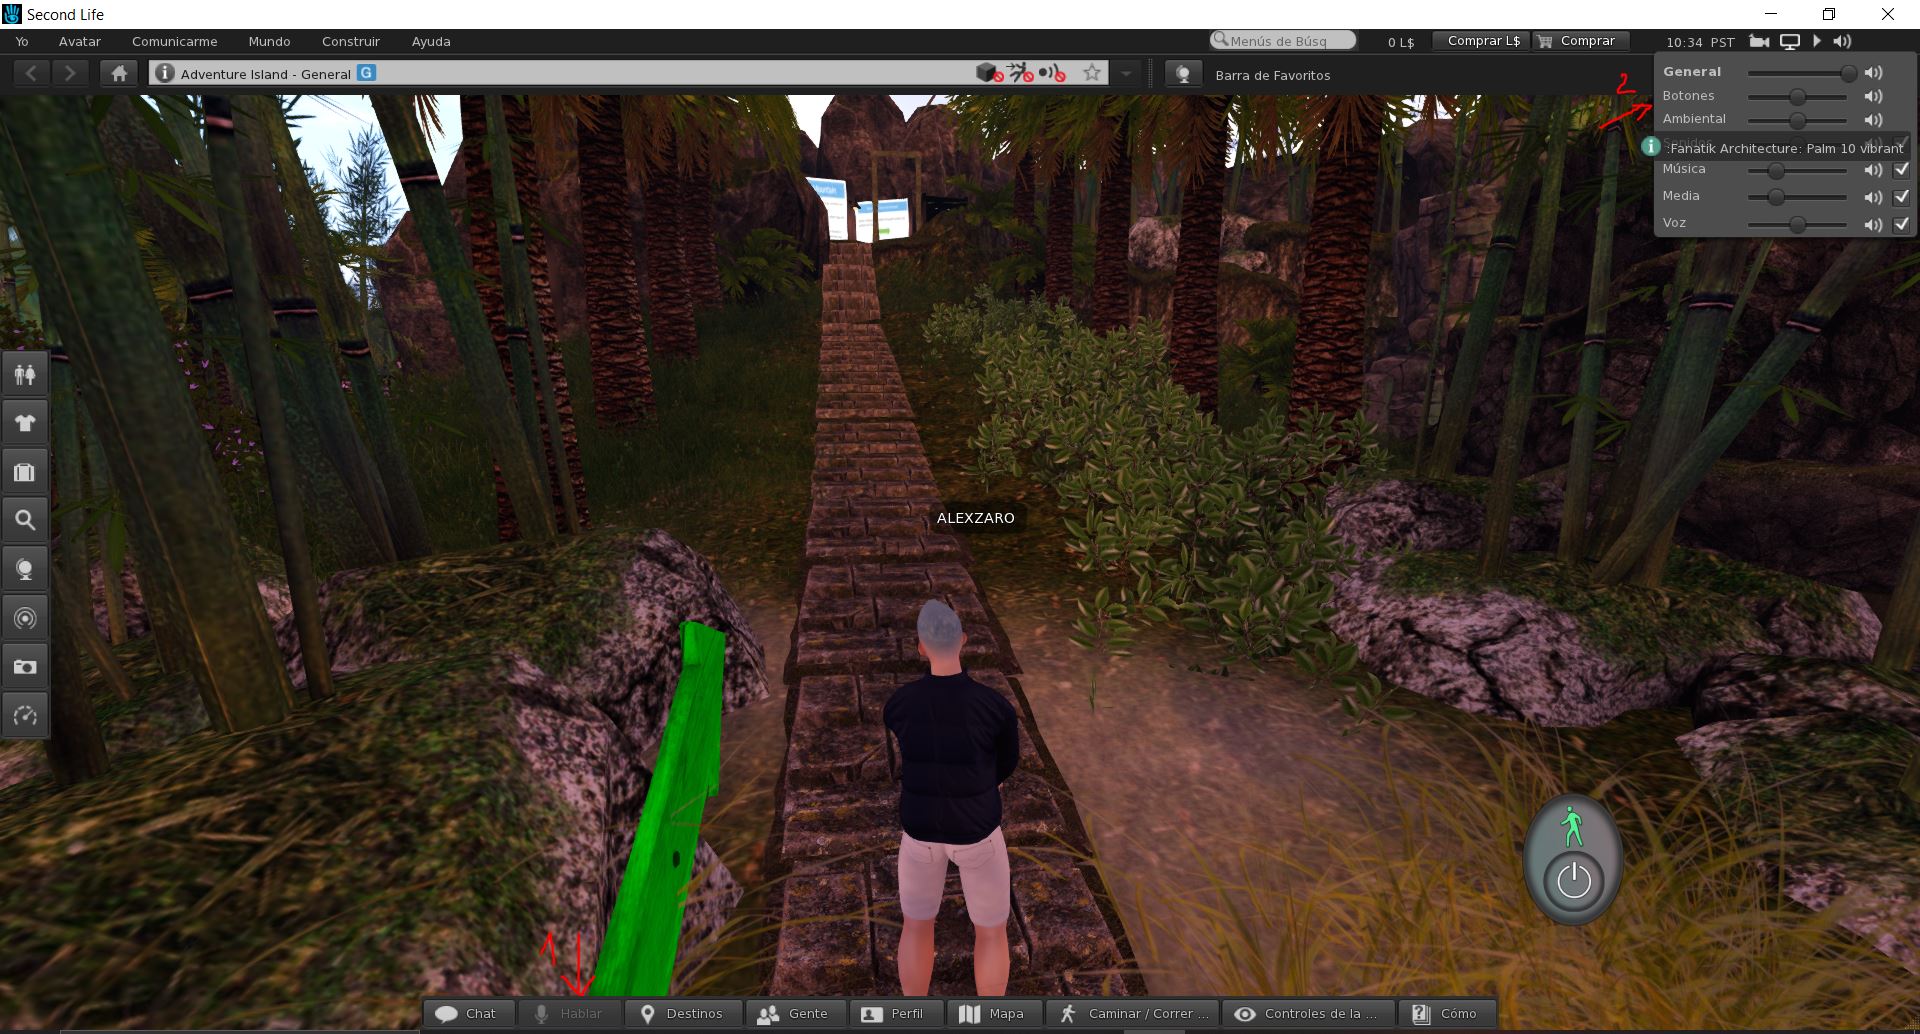 Second Life
Yo Avatar Comunicarme Mundo Construir Ayuda Menús de Búsq 0 L$ Comprar L$ Comprar 10:34 PST
Adventure Island - General G Barra de Favoritos
2
General
Botones
Ambiental
Fanatik Architecture: Palm 10 vibrant
Música
Media
Voz
ALEXZARO
1
Chat Hablar Destinos Gente Perfil Mapa Caminar / Correr ... Controles de la ... Cómo